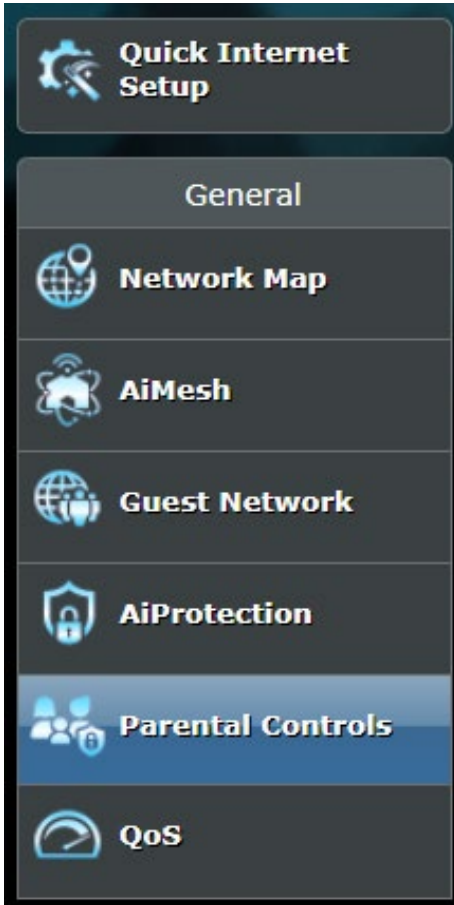 Quick Internet
Setup
General
Network Map
AiMesh
Guest Network
AiProtection
Parental Controls
QoS